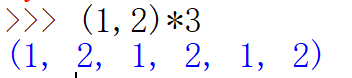 >>> (1,2)*3
(1, 2, 1, 2, 1, 2)